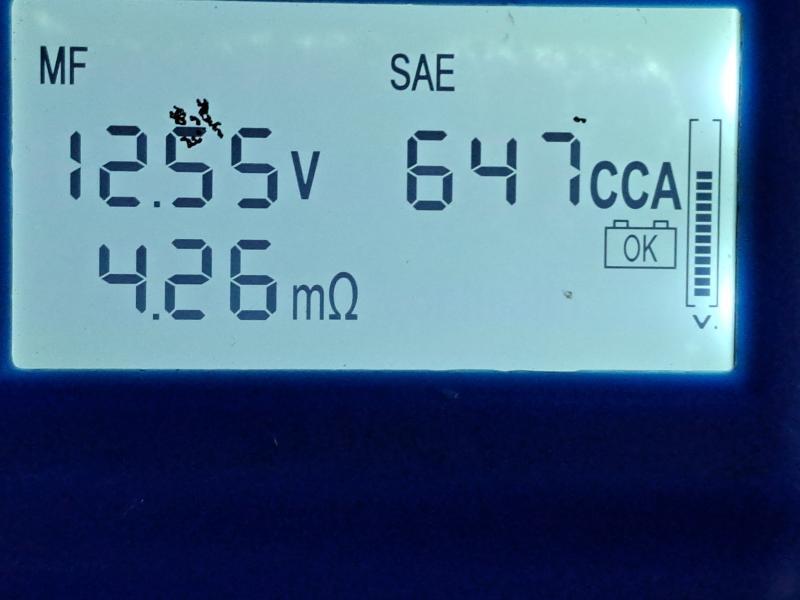 MF SAE
12.55V 647CCA
OK
4.26mΩ
V.